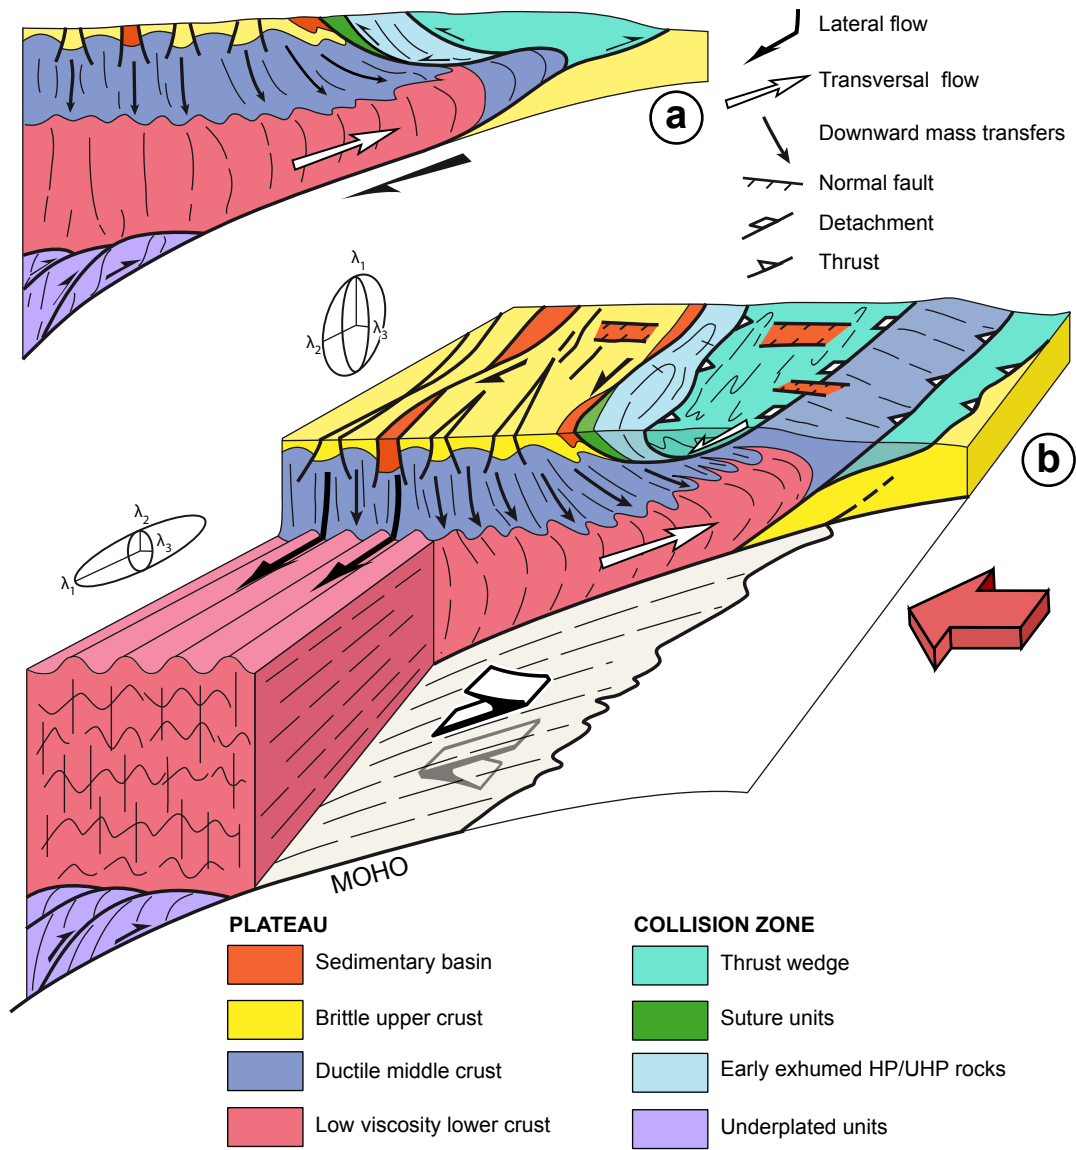 Lateral flow
Transversal flow
a
Downward mass transfers
Normal fault
Detachment
Thrust
λ1
λ2
λ3
b
λ2
λ3
λ1
MOHO
PLATEAU
Sedimentary basin
Brittle upper crust
Ductile middle crust
Low viscosity lower crust
COLLISION ZONE
Thrust wedge
Suture units
Early exhumed HP/UHP rocks
Underplated units